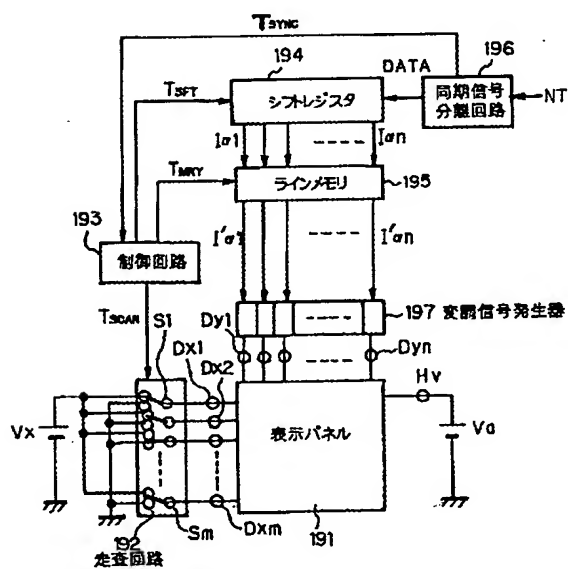 TSYNC
194
DATA
196
TSFT
シフトレジスタ
同期信号
分離回路
NT
Iσ1
Iσn
TMRY
ラインメモリ
195
193
制御回路
I'σ1
I'σn
TSCAN
197 変調信号発生器
S1
Dx1
Dy1
Dyn
Hv
Dx2
Vx
表示パネル
Va
192
Sm
Dxm
191
走査回路